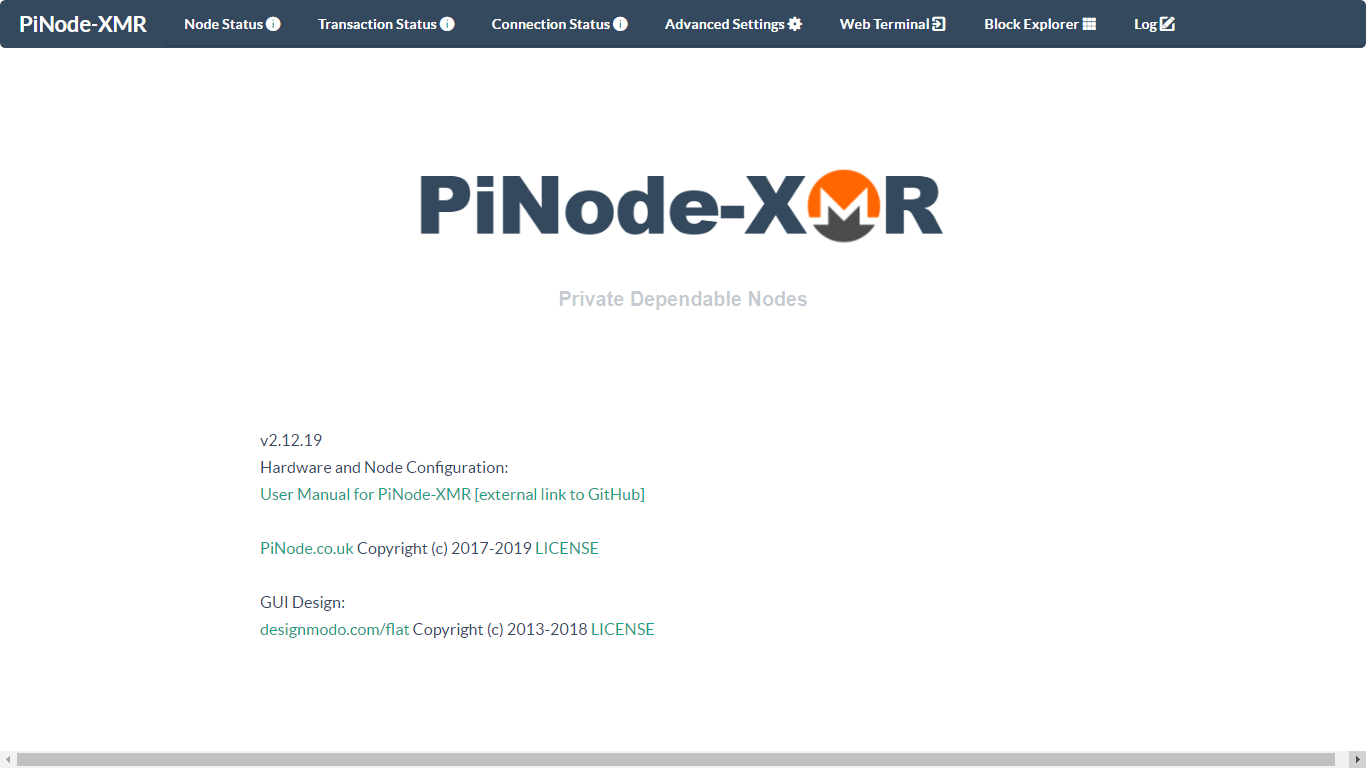 PiNode-XMR Node Status Transaction Status Connection Status Advanced Settings Web Terminal Block Explorer Log
PiNode-XMR
Private Dependable Nodes
v2.12.19
Hardware and Node Configuration:
User Manual for PiNode-XMR [external link to GitHub]
PiNode.co.uk Copyright (c) 2017-2019 LICENSE
GUI Design:
designmodo.com/flat Copyright (c) 2013-2018 LICENSE